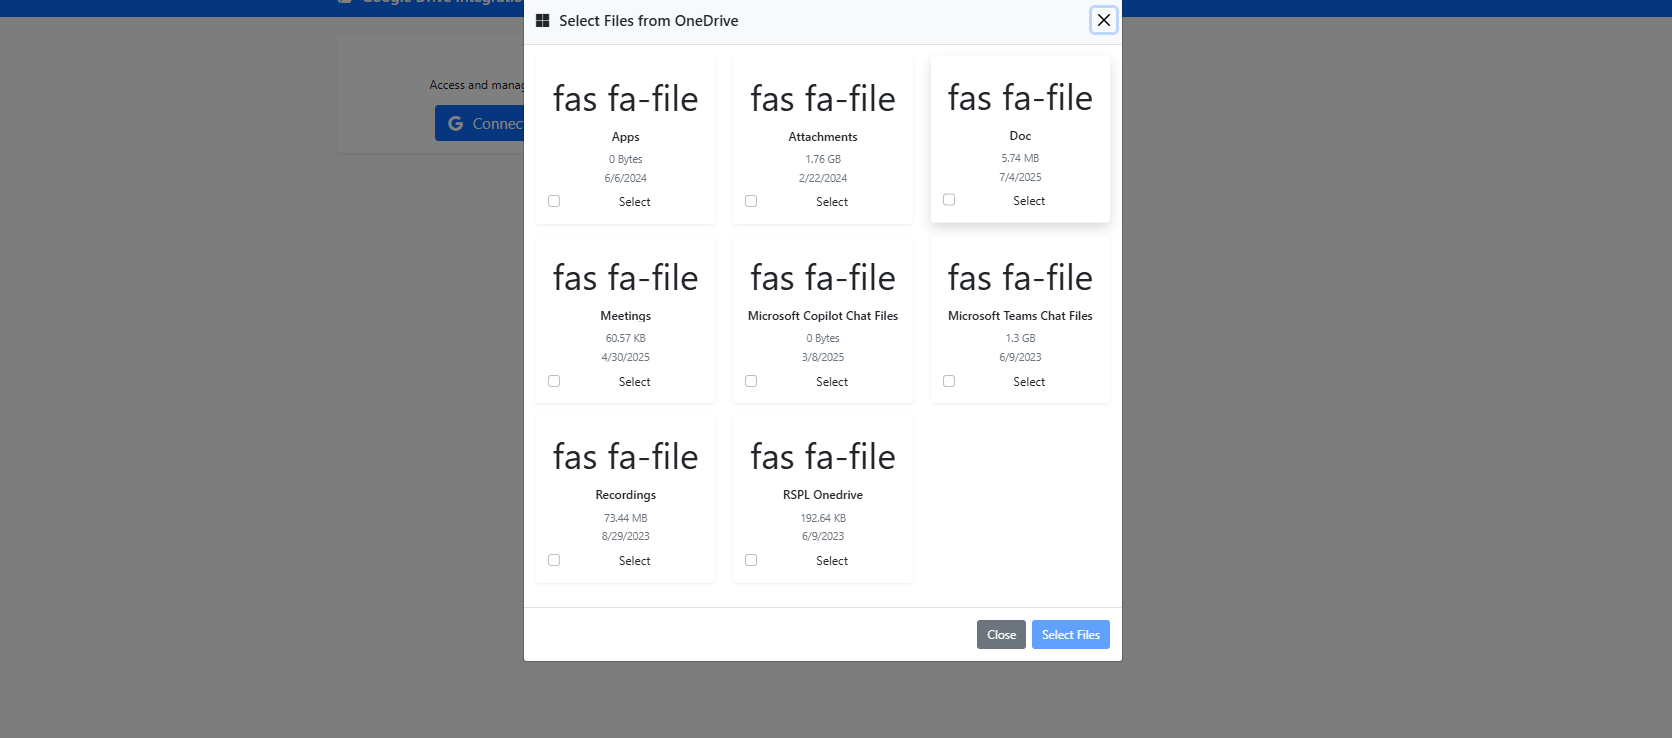 Select Files from OneDrive
Access and manag
Connec
fas fa-file
Apps
0 Bytes
6/6/2024
Select
fas fa-file
Attachments
1.76 GB
2/22/2024
Select
fas fa-file
Doc
5.74 MB
7/4/2025
Select
fas fa-file
Meetings
60.57 KB
4/30/2025
Select
fas fa-file
Microsoft Copilot Chat Files
0 Bytes
3/8/2025
Select
fas fa-file
Microsoft Teams Chat Files
1.3 GB
6/9/2023
Select
fas fa-file
Recordings
73.44 MB
8/29/2023
Select
fas fa-file
RSPL Onedrive
192.64 KB
6/9/2023
Select
Close
Select Files